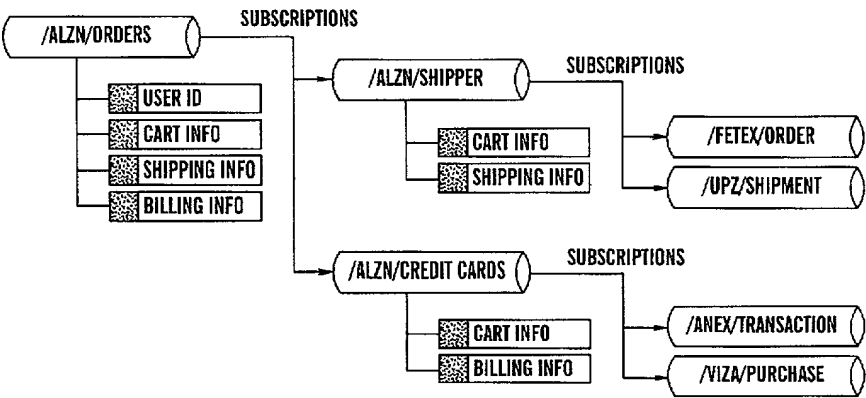 SUBSCRIPTIONS
/ALZN/ORDERS
USER ID
CART INFO
SHIPPING INFO
BILLING INFO
/ALZN/SHIPPER
CART INFO
SHIPPING INFO
SUBSCRIPTIONS
/FETEX/ORDER
/UPZ/SHIPMENT
/ALZN/CREDIT CARDS
CART INFO
BILLING INFO
SUBSCRIPTIONS
/ANEX/TRANSACTION
/VIZA/PURCHASE